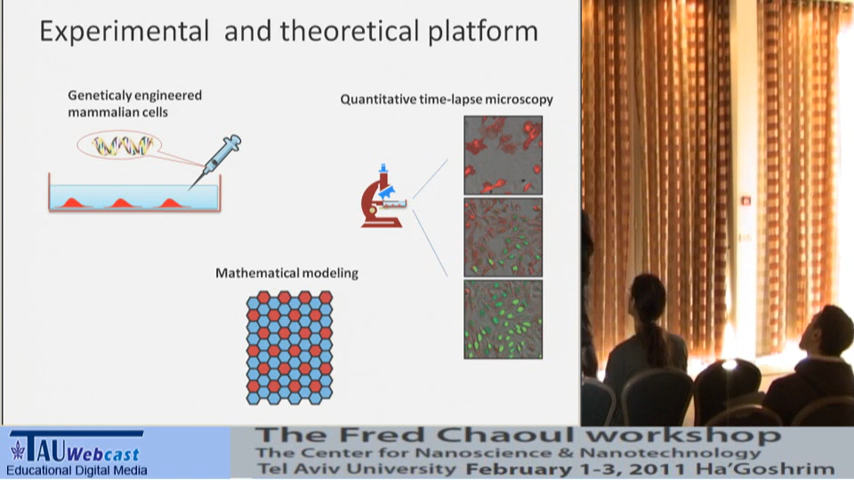 Experimental and theoretical platform
Genetically engineered
mammalian cells
Quantitative time-lapse microscopy
Mathematical modeling
TAU Webcast
Educational Digital Media
The Fred Chaoul workshop
The Center for Nanoscience & Nanotechnology
Tel Aviv University February 1-3, 2011 Ha'Goshrim